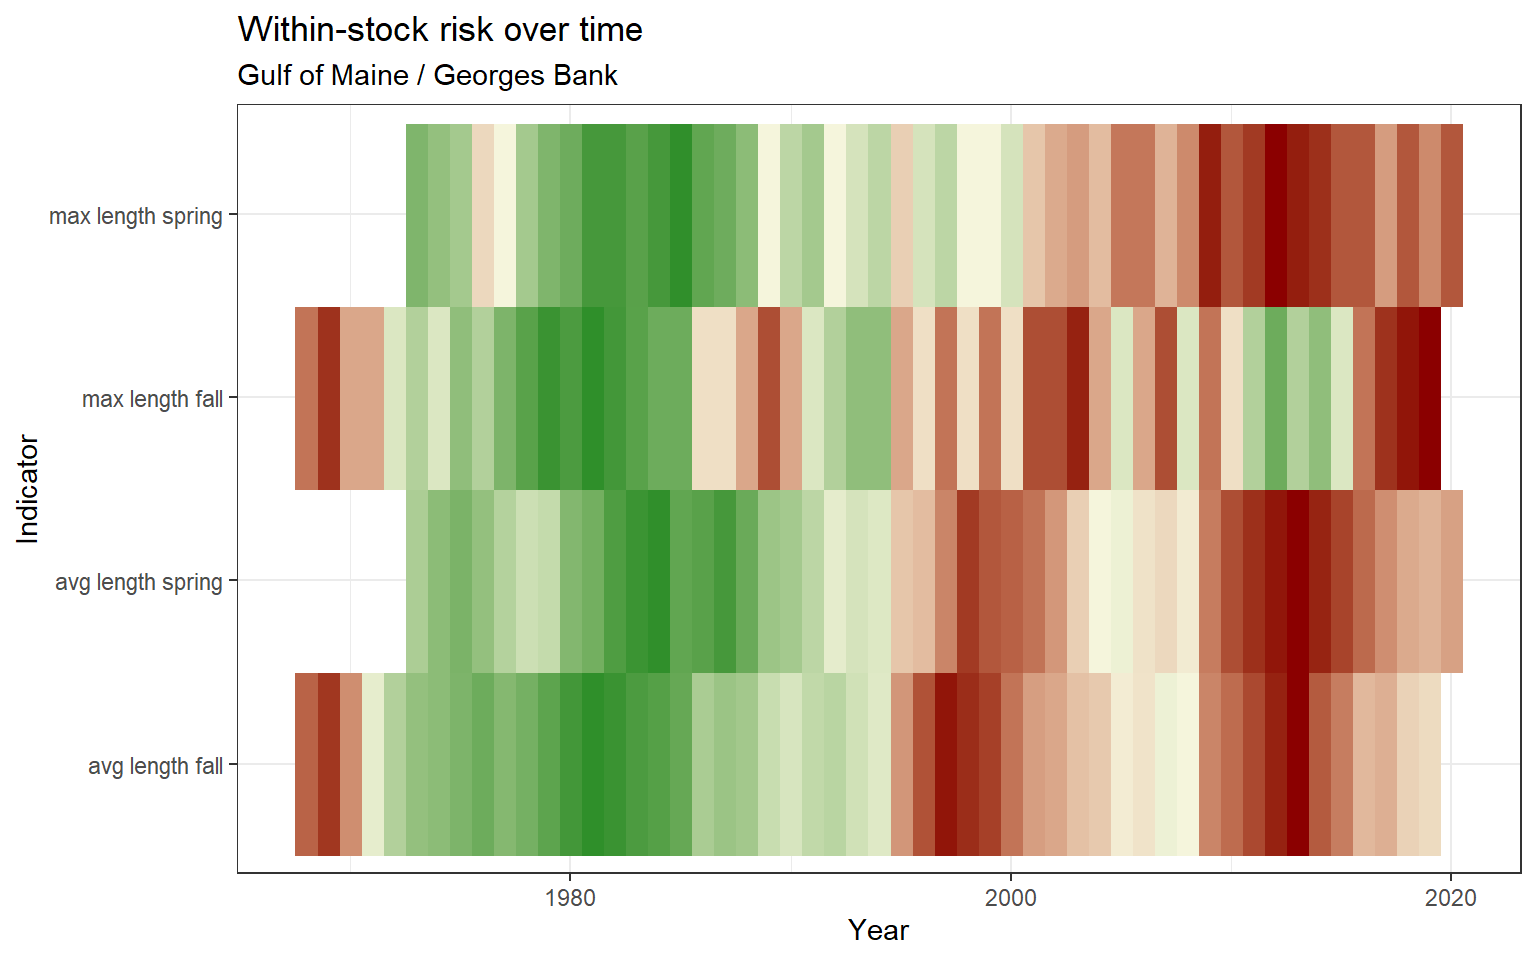 Within-stock risk over time
Gulf of Maine / Georges Bank
max length spring
max length fall
avg length spring
avg length fall
Indicator
1980
2000
2020
Year